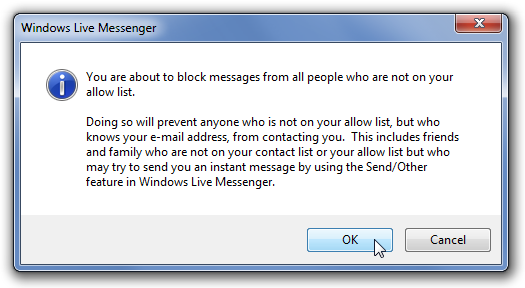 Windows Live Messenger
You are about to block messages from all people who are not on your
allow list.
Doing so will prevent anyone who is not on your allow list, but who
knows your e-mail address, from contacting you.  This includes friends
and family who are not on your contact list or your allow list but who
may try to send you an instant message by using the Send/Other
feature in Windows Live Messenger.
OK
Cancel